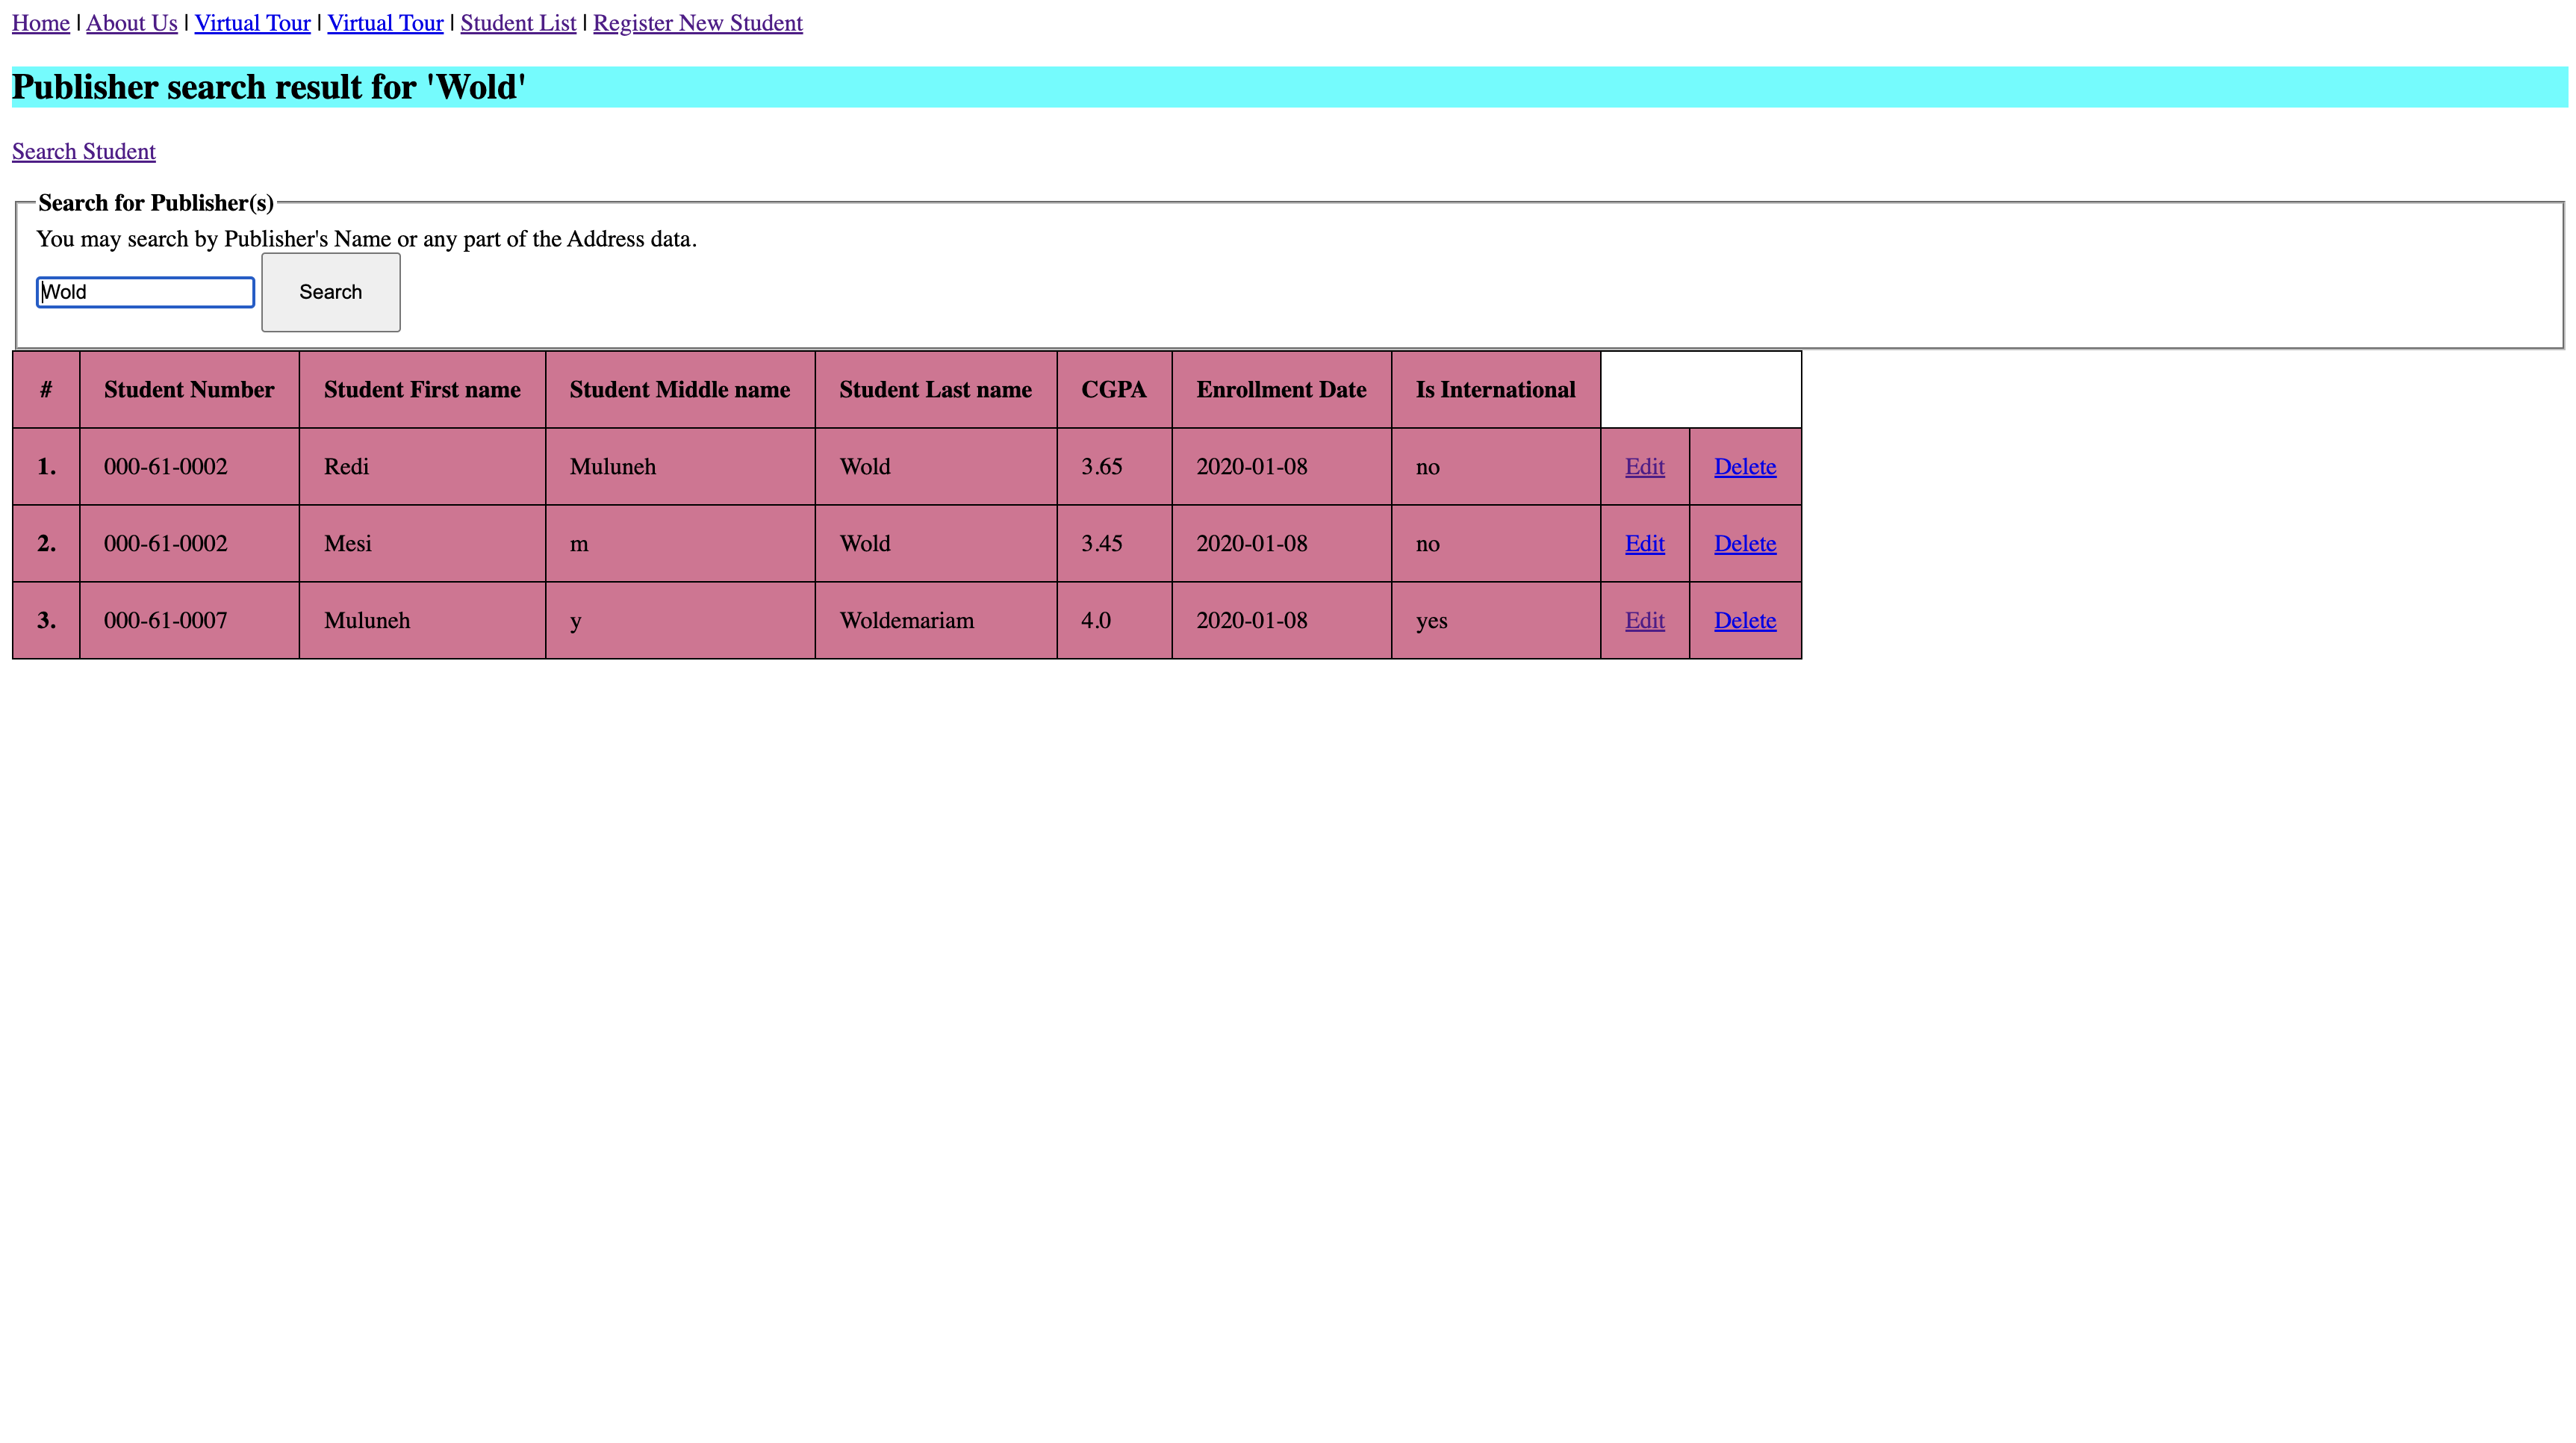 Home | About Us | Virtual Tour | Virtual Tour | Student List | Register New Student
Publisher search result for 'Wold'
Search Student
Search for Publisher(s)
You may search by Publisher's Name or any part of the Address data.
Wold Search
# Student Number Student First name Student Middle name Student Last name CGPA Enrollment Date Is International
1. 000-61-0002 Redi Muluneh Wold 3.65 2020-01-08 no Edit Delete
2. 000-61-0002 Mesi m Wold 3.45 2020-01-08 no Edit Delete
3. 000-61-0007 Muluneh y Woldemariam 4.0 2020-01-08 yes Edit Delete